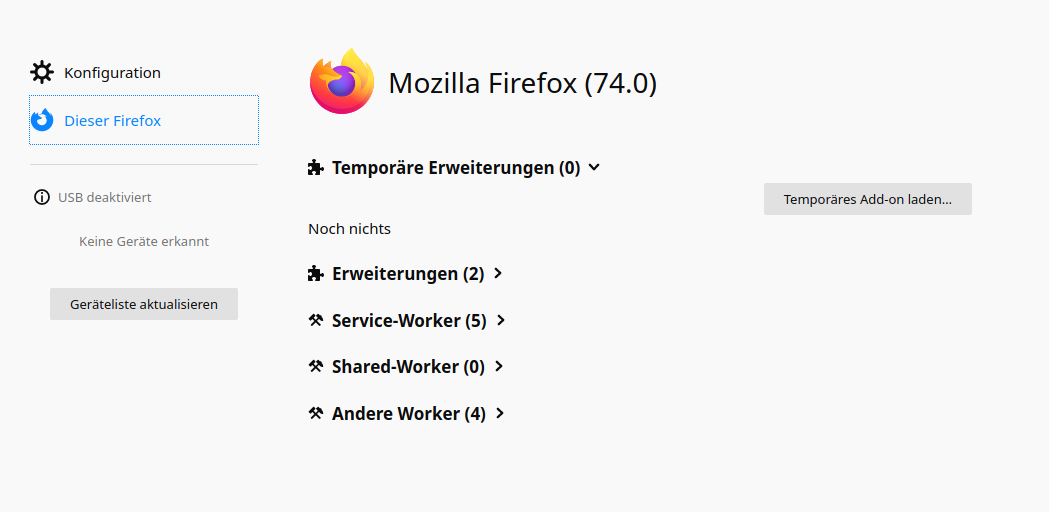 Konfiguration
Dieser Firefox
USB deaktiviert
Keine Geräte erkannt
Geräteliste aktualisieren
Mozilla Firefox (74.0)
Temporäre Erweiterungen (0)
Temporäres Add-on laden…
Noch nichts
Erweiterungen (2)
Service-Worker (5)
Shared-Worker (0)
Andere Worker (4)